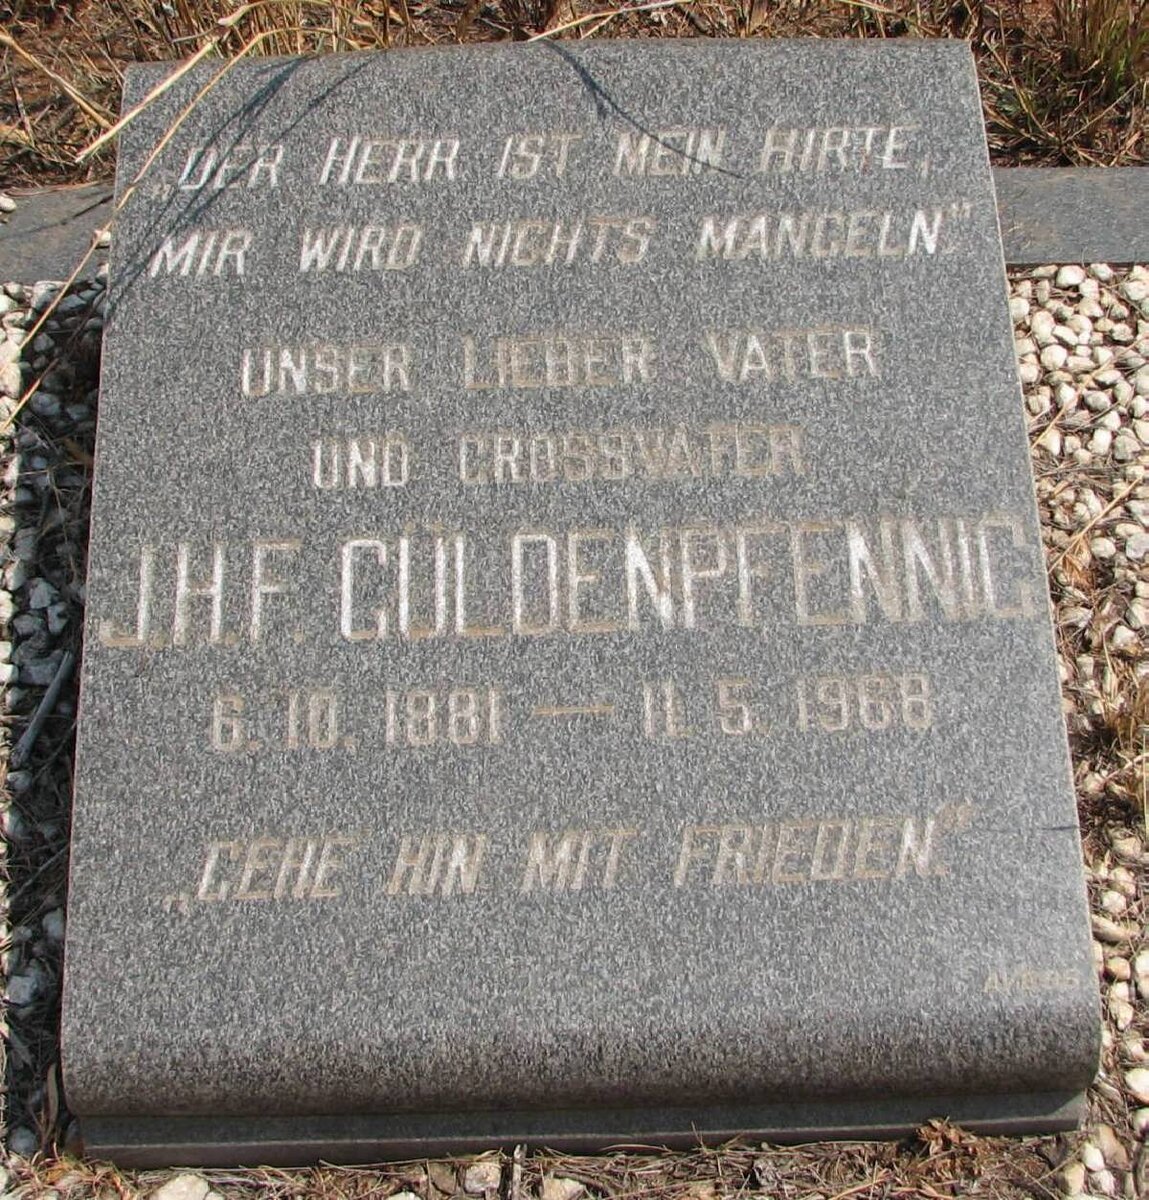 „DER HERR IST MEIN HIRTE,
MIR WIRD NICHTS MANGELN."
UNSER LIEBER VATER
UND GROSSVATER
J.H.F. GÜLDENPFENNIG
6. 10. 1881 — 11. 5. 1968
„GEHE HIN MIT FRIEDEN."